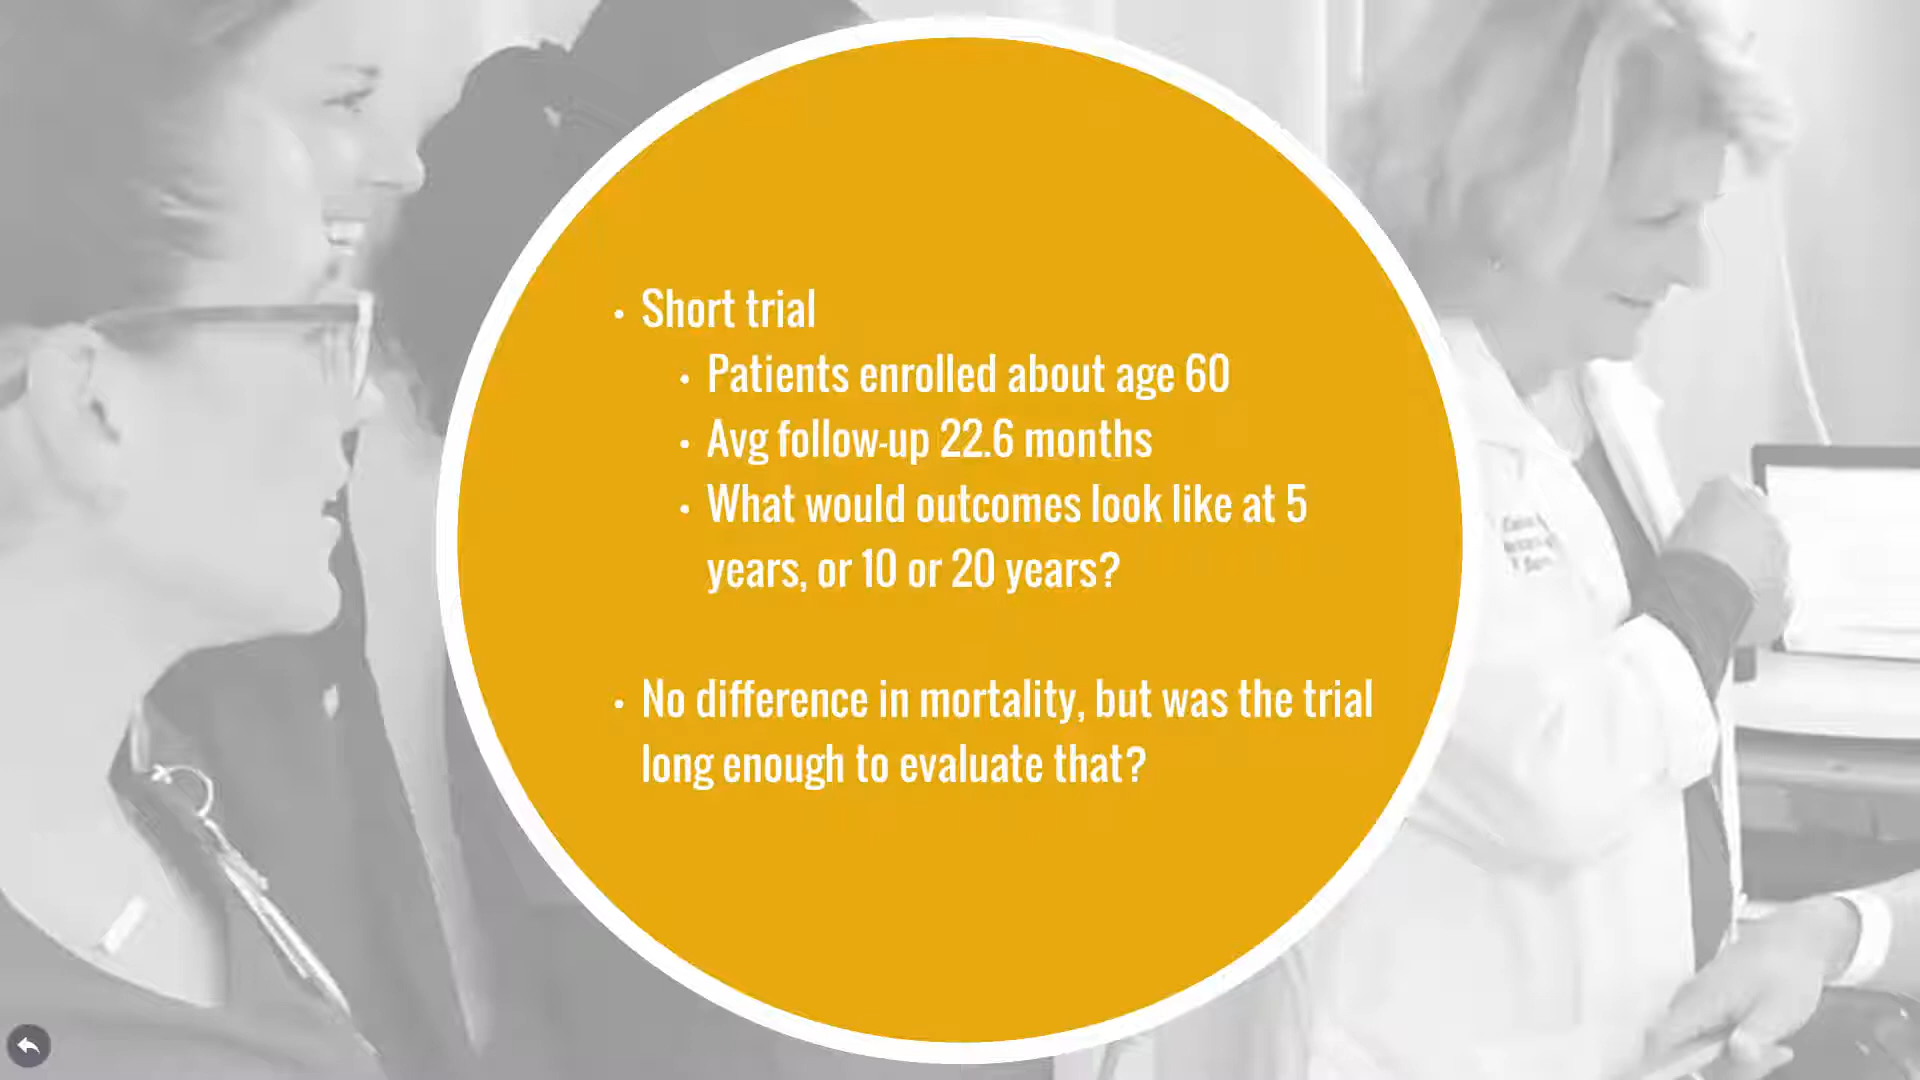 • Short trial
• Patients enrolled about age 60
• Avg follow-up 22.6 months
• What would outcomes look like at 5
years, or 10 or 20 years?
• No difference in mortality, but was the trial
long enough to evaluate that?